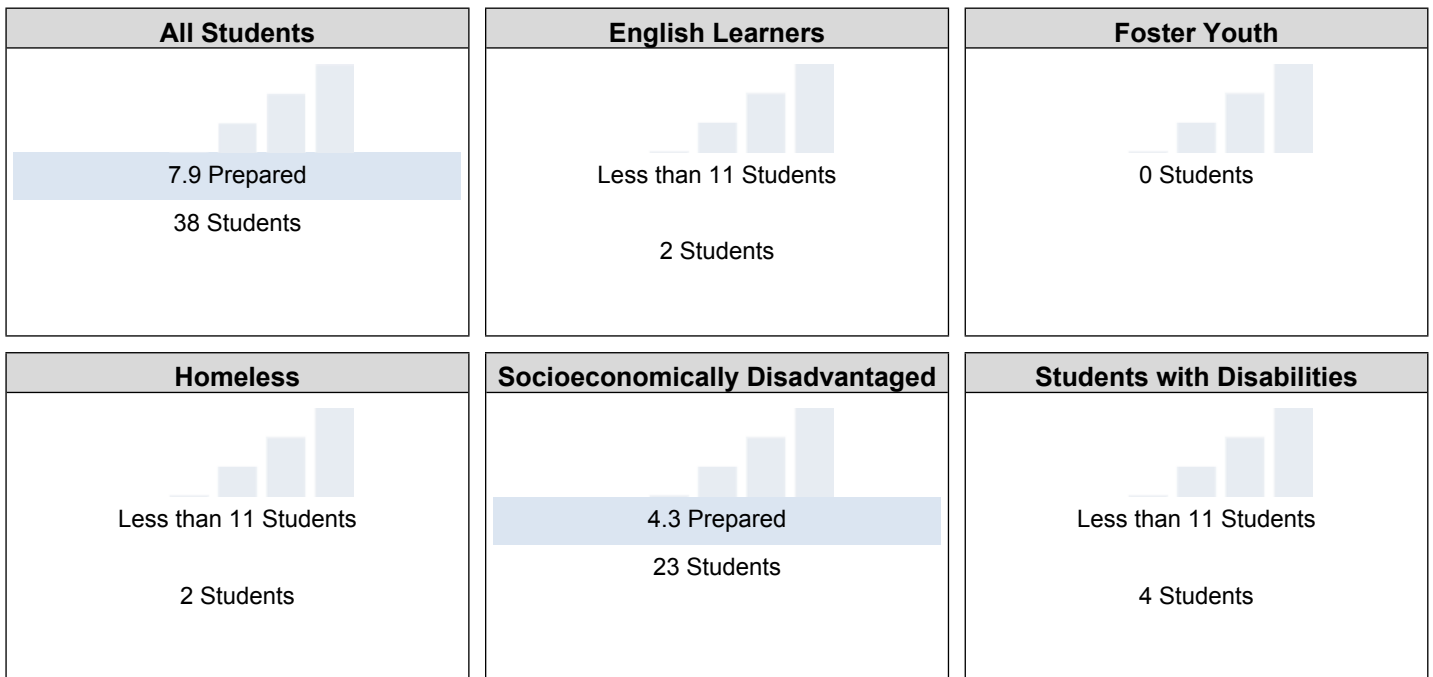 All Students
7.9 Prepared
38 Students
English Learners
Less than 11 Students
2 Students
Foster Youth
0 Students
Homeless
Less than 11 Students
2 Students
Socioeconomically Disadvantaged
4.3 Prepared
23 Students
Students with Disabilities
Less than 11 Students
4 Students